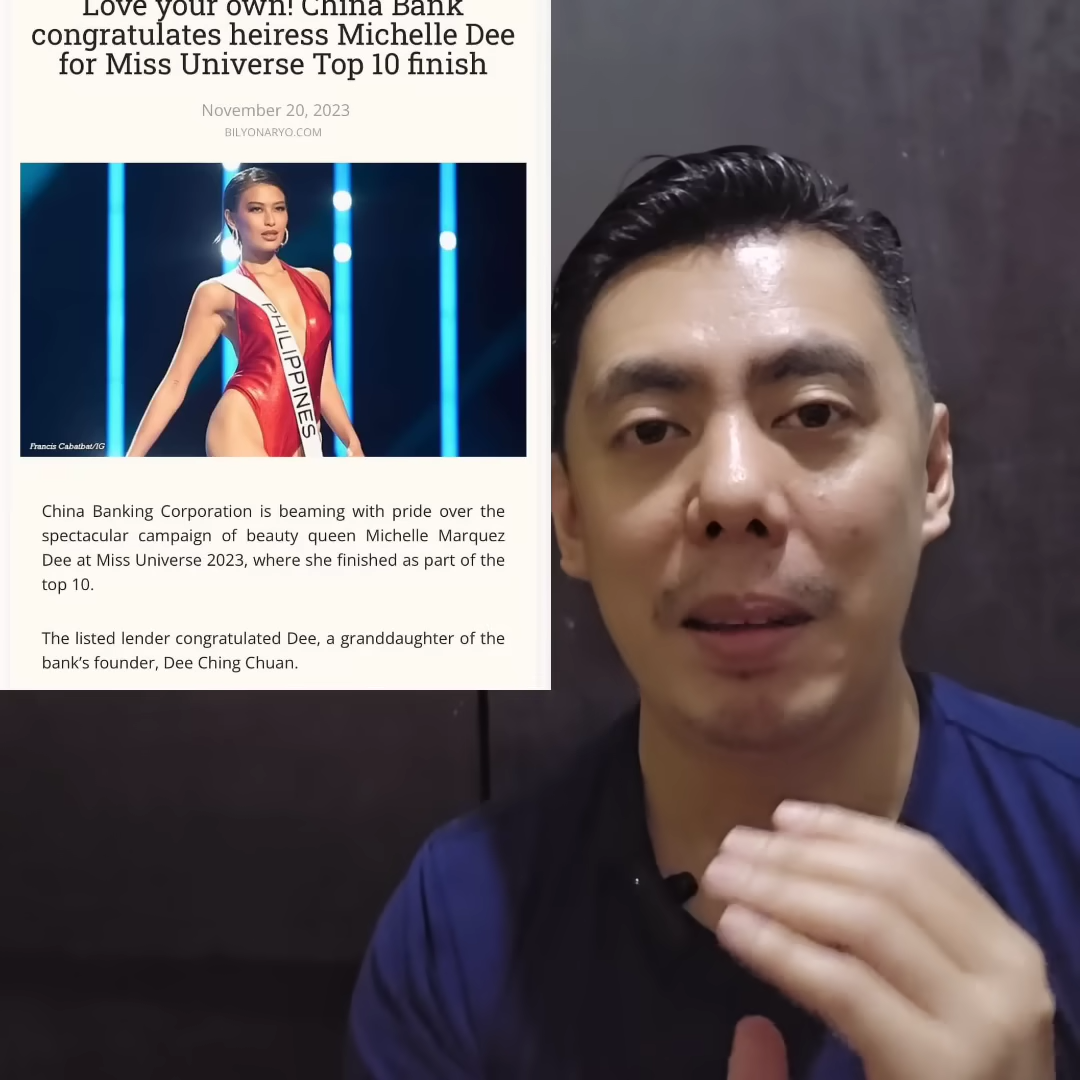 Love your own! China Bank
congratulates heiress Michelle Dee
for Miss Universe Top 10 finish
November 20, 2023
BILYONARYO.COM
PHILIPPINES
Francis Cabatbat/IG
China Banking Corporation is beaming with pride over the
spectacular campaign of beauty queen Michelle Marquez
Dee at Miss Universe 2023, where she finished as part of the
top 10.
The listed lender congratulated Dee, a granddaughter of the
bank's founder, Dee Ching Chuan.